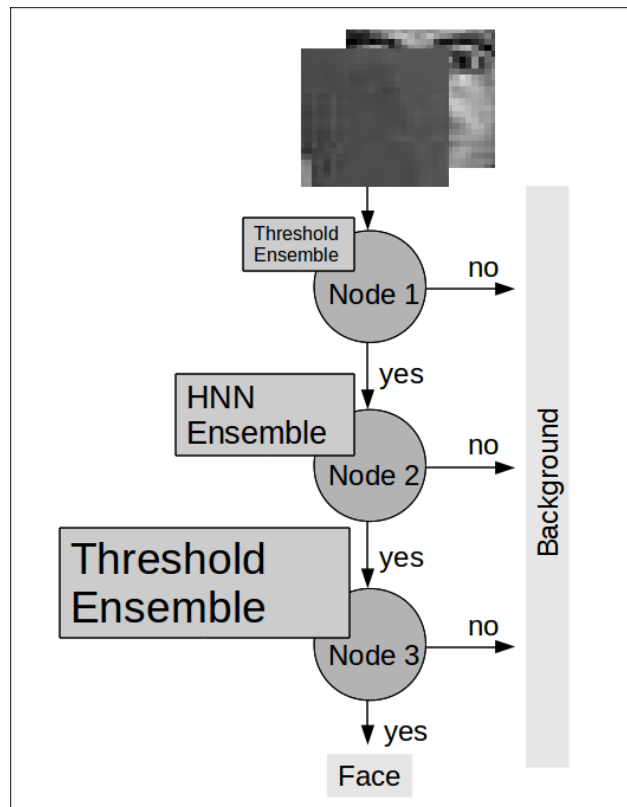 Threshold
Ensemble
Node 1
no
yes
HNN
Ensemble
Node 2
no
yes
Threshold
Ensemble
Node 3
no
yes
Face
Background